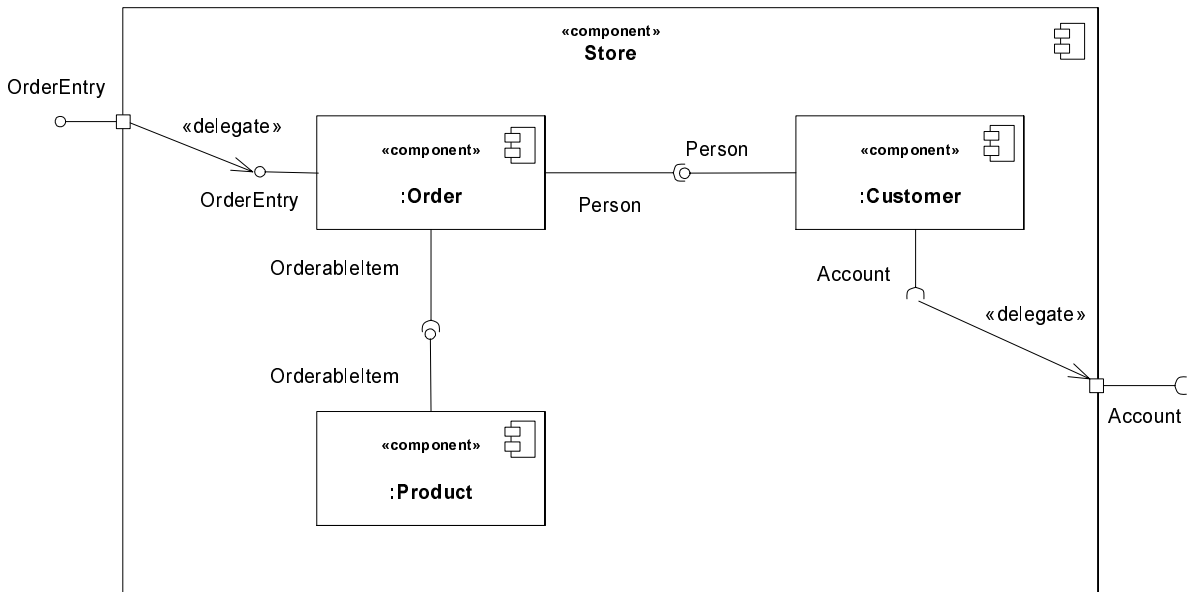 «component»
Store
OrderEntry
«delegate»
OrderEntry
«component»
:Order
Person
Person
«component»
:Customer
OrderableItem
Account
«delegate»
OrderableItem
Account
«component»
:Product